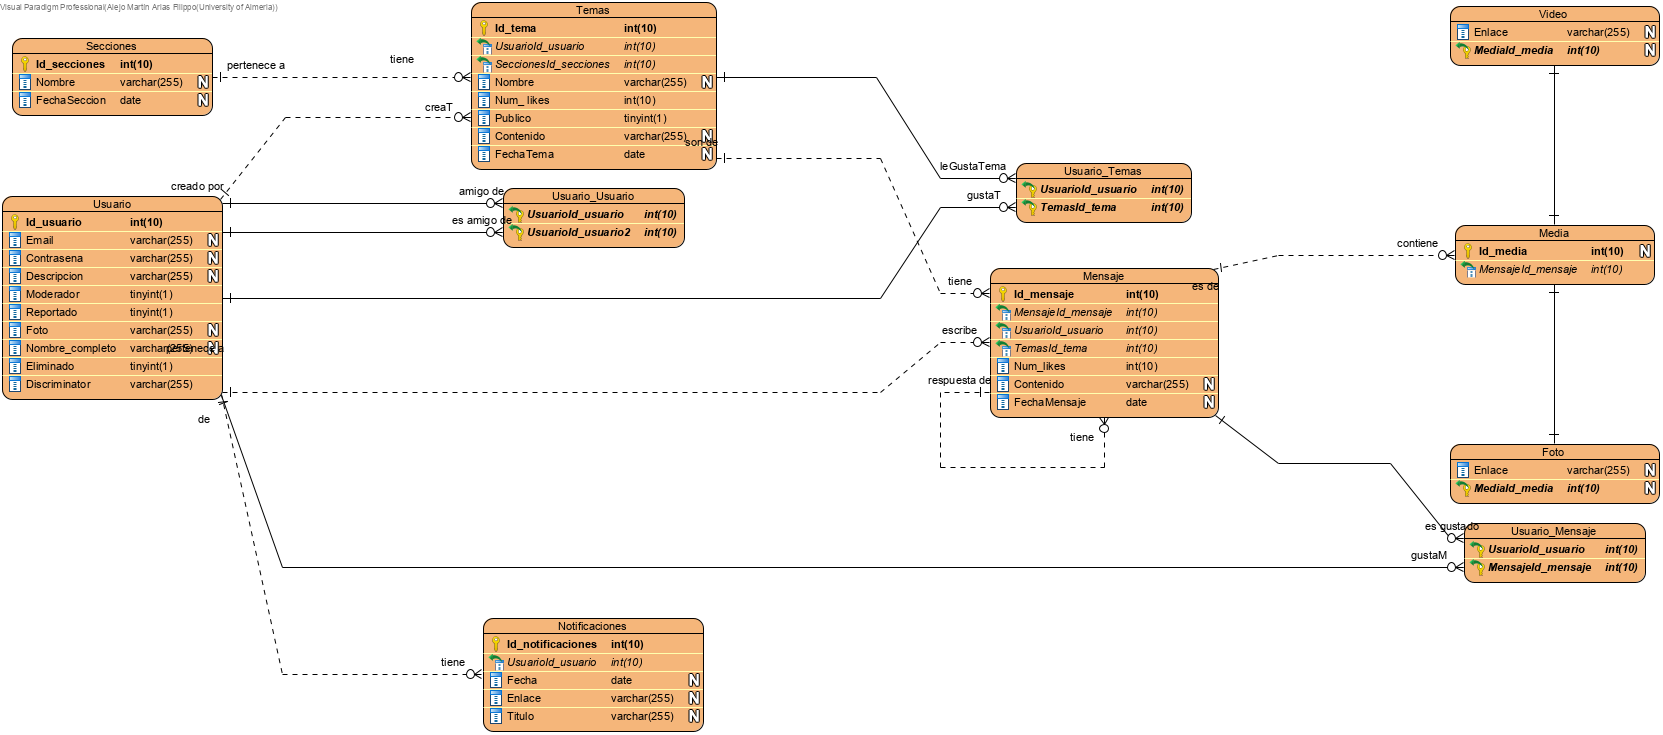 Visual Paradigm Professional(Alejo Martin Arias Filippo(University of Almeria))
Secciones
Id_secciones int(10)
Nombre varchar(255) N
FechaSeccion date N
pertenece a
tiene
Temas
Id_tema int(10)
UsuarioId_usuario int(10)
SeccionesId_secciones int(10)
Nombre varchar(255) N
Num_likes int(10)
Publico tinyint(1)
Contenido varchar(255) N
FechaTema date N
creaT
creado por
son de
Usuario
Id_usuario int(10)
Email varchar(255) N
Contrasena varchar(255) N
Descripcion varchar(255) N
Moderador tinyint(1)
Reportado tinyint(1)
Foto varchar(255) N
Nombre_completo varchar(255) N
pertenece a
Eliminado tinyint(1)
Discriminator varchar(255)
de
amigo de
es amigo de
Usuario_Usuario
UsuarioId_usuario int(10)
UsuarioId_usuario2 int(10)
leGustaTema
gustaT
Usuario_Temas
UsuarioId_usuario int(10)
TemasId_tema int(10)
tiene
escribe
respuesta de
tiene
Mensaje
Id_mensaje int(10)
MensajeId_mensaje int(10)
UsuarioId_usuario int(10)
TemasId_tema int(10)
Num_likes int(10)
Contenido varchar(255) N
FechaMensaje date N
es de
contiene
Video
Enlace varchar(255) N
MediaId_media int(10) N
Media
Id_media int(10) N
MensajeId_mensaje int(10)
Foto
Enlace varchar(255) N
MediaId_media int(10) N
es gustado
gustaM
Usuario_Mensaje
UsuarioId_usuario int(10)
MensajeId_mensaje int(10)
tiene
Notificaciones
Id_notificaciones int(10)
UsuarioId_usuario int(10)
Fecha date N
Enlace varchar(255) N
Titulo varchar(255) N